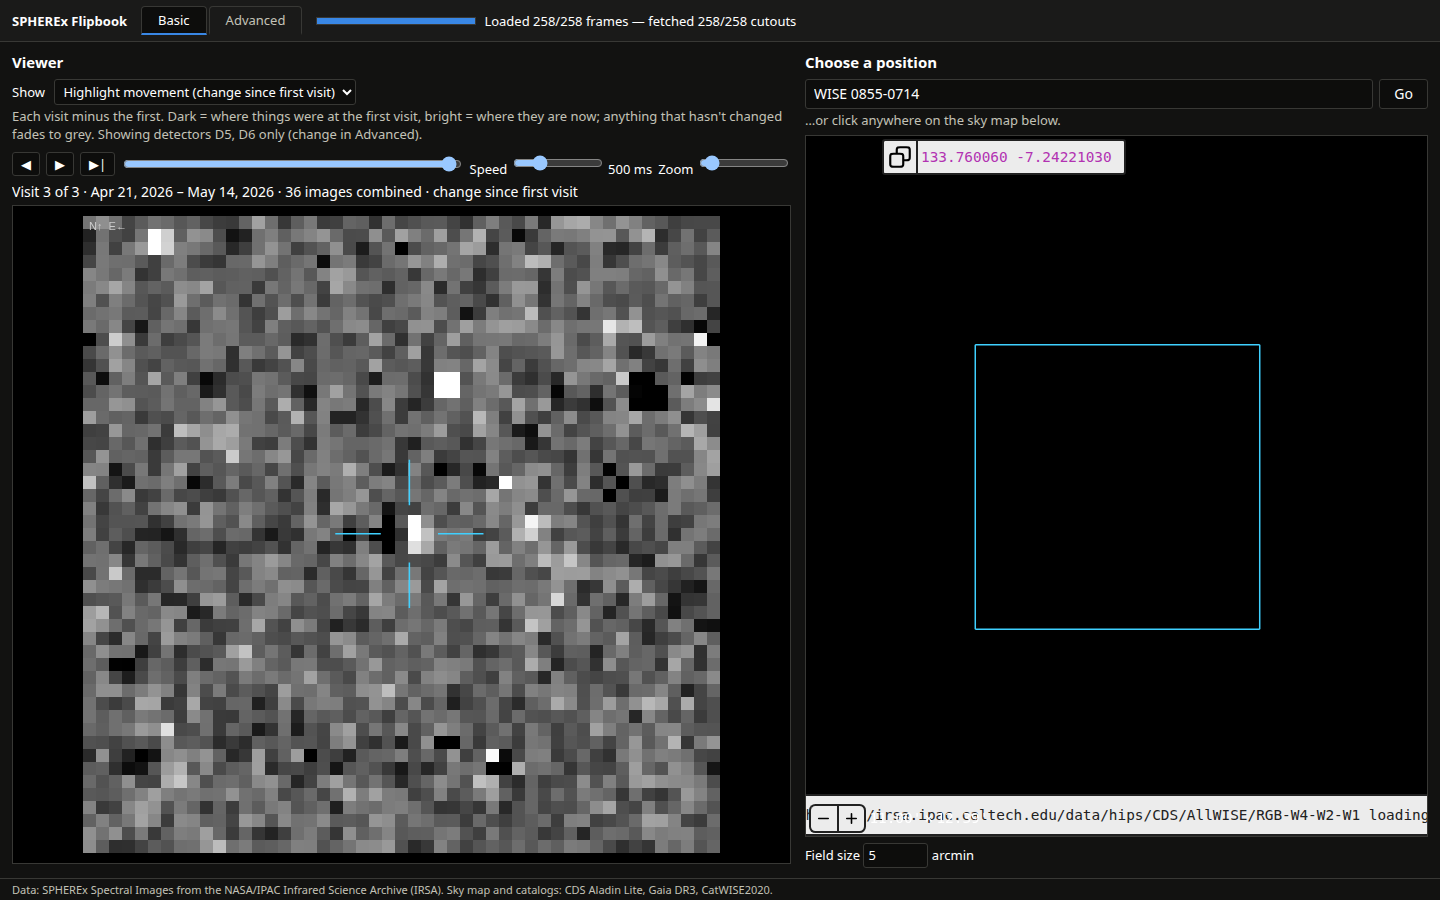 SPHEREx Flipbook
Basic
Advanced
Loaded 258/258 frames — fetched 258/258 cutouts
Viewer
Show
Highlight movement (change since first visit)
Each visit minus the first. Dark = where things were at the first visit, bright = where they are now; anything that hasn't changed
fades to grey. Showing detectors D5, D6 only (change in Advanced).
Speed
500 ms
Zoom
Visit 3 of 3 · Apr 21, 2026 – May 14, 2026 · 36 images combined · change since first visit
N↑ E←
Choose a position
WISE 0855-0714
Go
...or click anywhere on the sky map below.
133.760060 -7.24221030
/irsa.ipac.caltech.edu/data/hips/CDS/AllWISE/RGB-W4-W2-W1 loading
Field size 5 arcmin
Data: SPHEREx Spectral Images from the NASA/IPAC Infrared Science Archive (IRSA). Sky map and catalogs: CDS Aladin Lite, Gaia DR3, CatWISE2020.